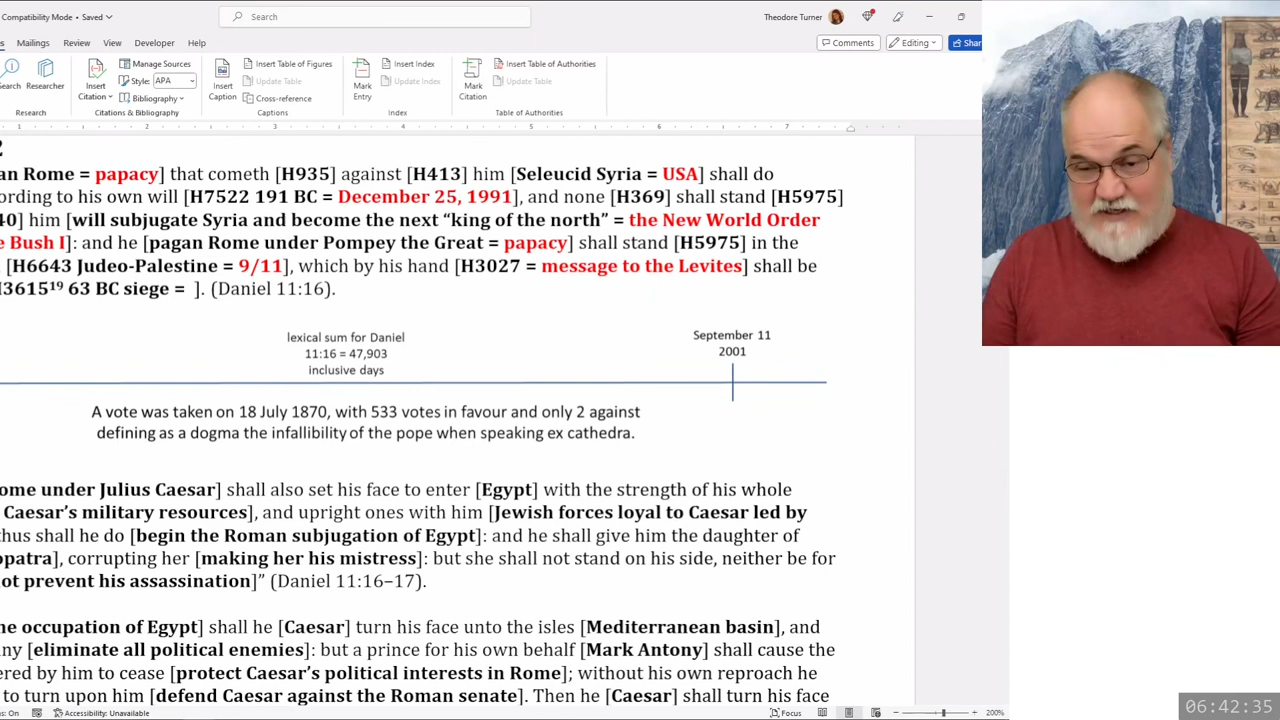 Compatibility Mode • Saved
Search
Theodore Turner
Mailings Review View Developer Help
Comments
Editing
Shar
Researcher
Research
Insert
Citation
Manage Sources
Style: APA
Bibliography
Citations & Bibliography
Insert
Caption
Insert Table of Figures
Update Table
Cross-reference
Captions
Mark
Entry
Insert Index
Update Index
Index
Mark
Citation
Insert Table of Authorities
Update Table
Table of Authorities
1 2 3 4 5 6 7
2
an Rome = papacy] that cometh [H935] against [H413] him [Seleucid Syria = USA] shall do
ording to his own will [H7522 191 BC = December 25, 1991], and none [H369] shall stand [H5975]
40] him [will subjugate Syria and become the next “king of the north” = the New World Order
e Bush I]: and he [pagan Rome under Pompey the Great = papacy] shall stand [H5975] in the
[H6643 Judeo-Palestine = 9/11], which by his hand [H3027 = message to the Levites] shall be
H3615¹⁹ 63 BC siege = ]. (Daniel 11:16).
lexical sum for Daniel
11:16 = 47,903
inclusive days
September 11
2001
A vote was taken on 18 July 1870, with 533 votes in favour and only 2 against
defining as a dogma the infallibility of the pope when speaking ex cathedra.
ome under Julius Caesar] shall also set his face to enter [Egypt] with the strength of his whole
Caesar’s military resources], and upright ones with him [Jewish forces loyal to Caesar led by
thus shall he do [begin the Roman subjugation of Egypt]: and he shall give him the daughter of
opatra], corrupting her [making her his mistress]: but she shall not stand on his side, neither be for
ot prevent his assassination]” (Daniel 11:16–17).
he occupation of Egypt] shall he [Caesar] turn his face unto the isles [Mediterranean basin], and
ny [eliminate all political enemies]: but a prince for his own behalf [Mark Antony] shall cause the
ered by him to cease [protect Caesar’s political interests in Rome]; without his own reproach he
to turn upon him [defend Caesar against the Roman senate]. Then he [Caesar] shall turn his face
ns: On
Accessibility: Unavailable
Focus
200%
06:42:35